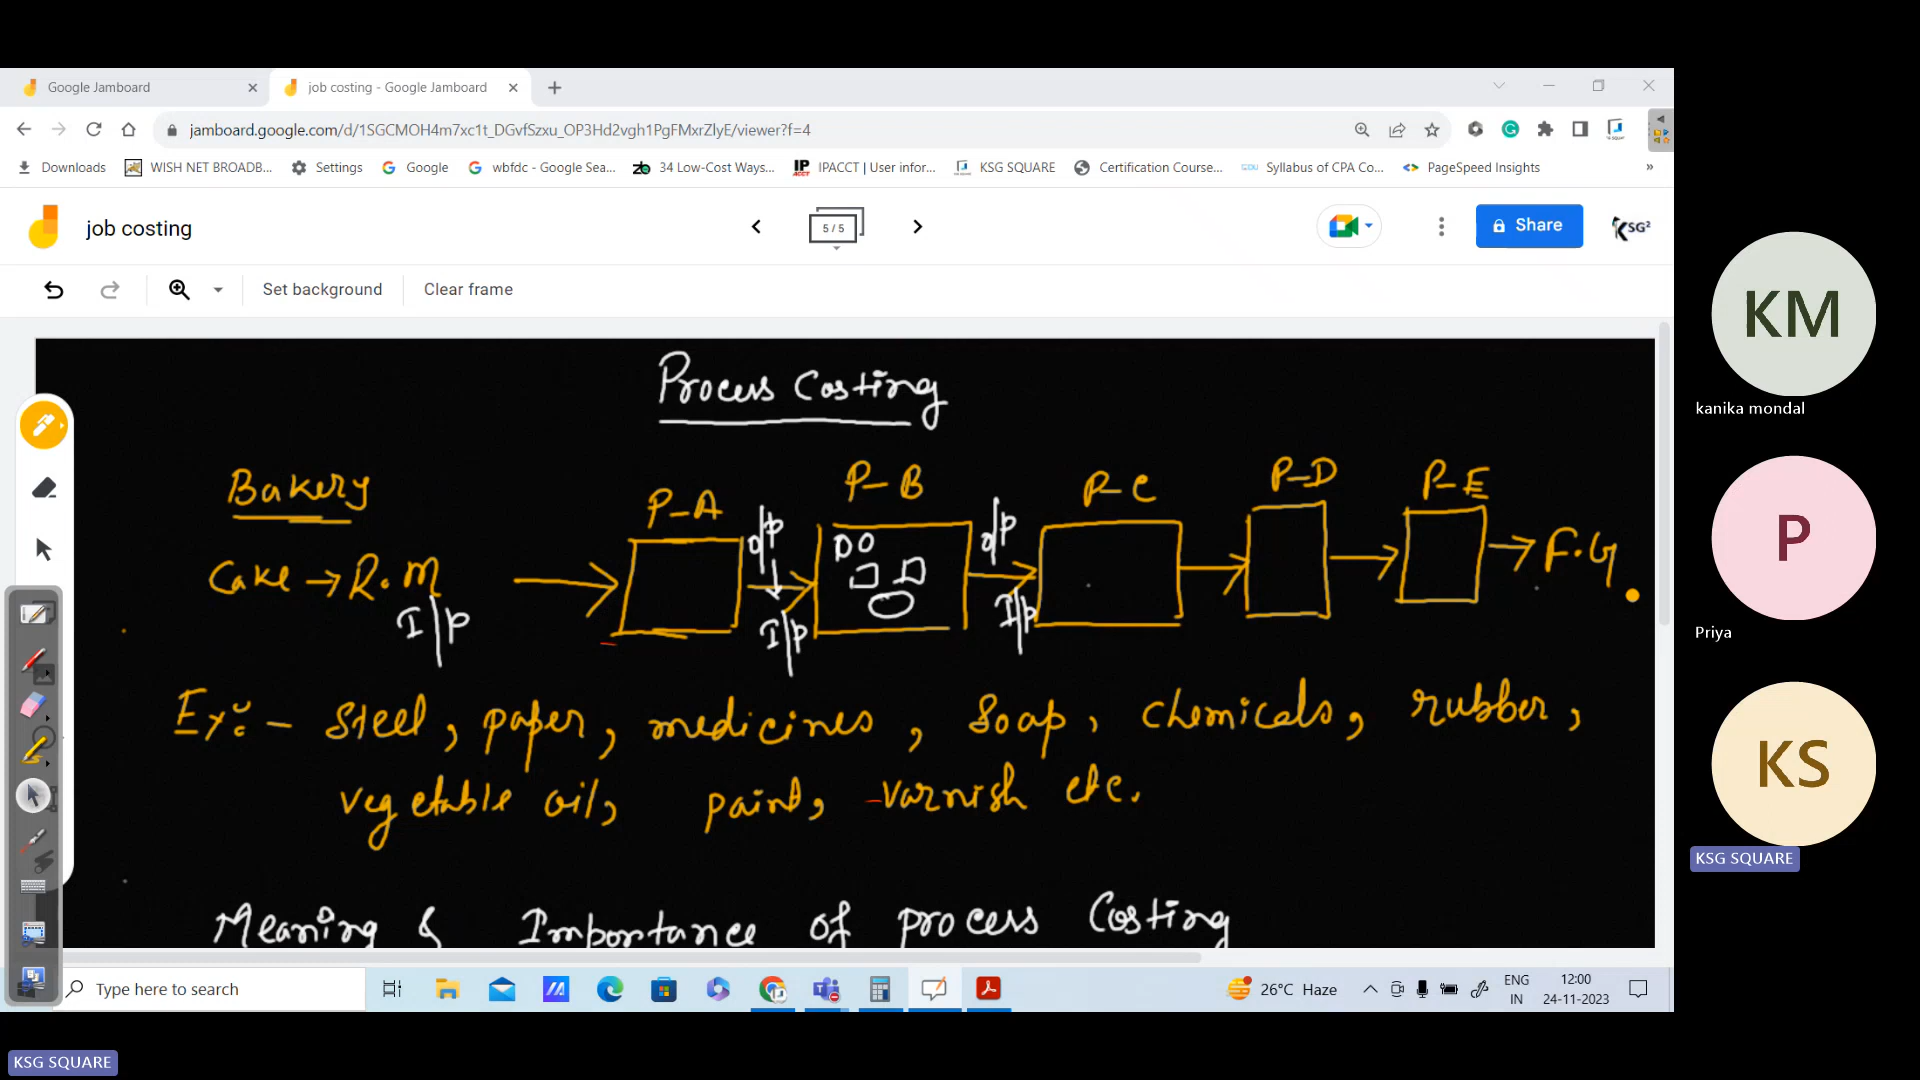 Google Jamboard
job costing - Google Jamboard
jamboard.google.com/d/1SGCMOH4m7xc1t_DGvfSzxu_OP3Hd2vgh1PgFMxrZlyE/viewer?f=4
Downloads WISH NET BROADB... Settings Google wbfdc - Google Sea... 34 Low-Cost Ways... IPACCT | User infor... KSG SQUARE Certification Course... Syllabus of CPA Co... PageSpeed Insights »
job costing
5 / 5
Share
KSG²
Set background Clear frame
Process Costing
Bakery P-A P-B P-C P-D P-E
Cake → R.M → o/p → o/p → → → → F.G
I/p I/p I/p
Ex:- Steel, paper, medicines, Soap, chemicals, rubber,
vegetable oil, paint, varnish etc.
Meaning & Importance of process Costing
Type here to search
26°C Haze
ENG
IN
12:00
24-11-2023
KM
kanika mondal
P
Priya
KS
KSG SQUARE
KSG SQUARE